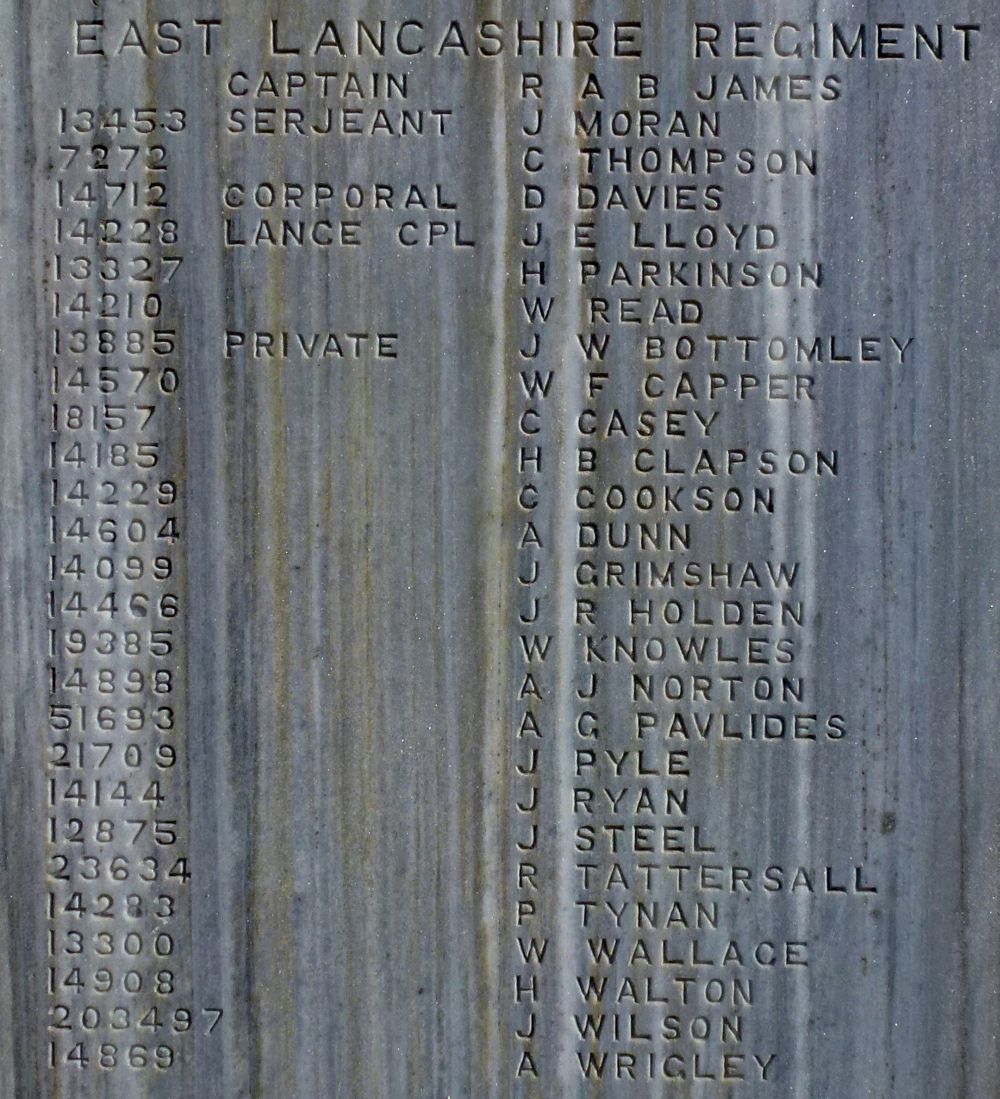 EAST LANCASHIRE REGIMENT
CAPTAIN R A B JAMES
13453 SERJEANT J MORAN
7272 C THOMPSON
14712 CORPORAL D DAVIES
14228 LANCE CPL J E LLOYD
13327 H PARKINSON
14210 W READ
13885 PRIVATE J W BOTTOMLEY
14570 W F CAPPER
18157 C CASEY
14185 H B CLAPSON
14229 C COOKSON
14604 A DUNN
14099 J GRIMSHAW
14466 J R HOLDEN
19385 W KNOWLES
14898 A J NORTON
51693 A G PAVLIDES
21709 J PYLE
14144 J RYAN
12875 J STEEL
23634 R TATTERSALL
14283 P TYNAN
13300 W WALLACE
14908 H WALTON
203497 J WILSON
14869 A WRIGLEY